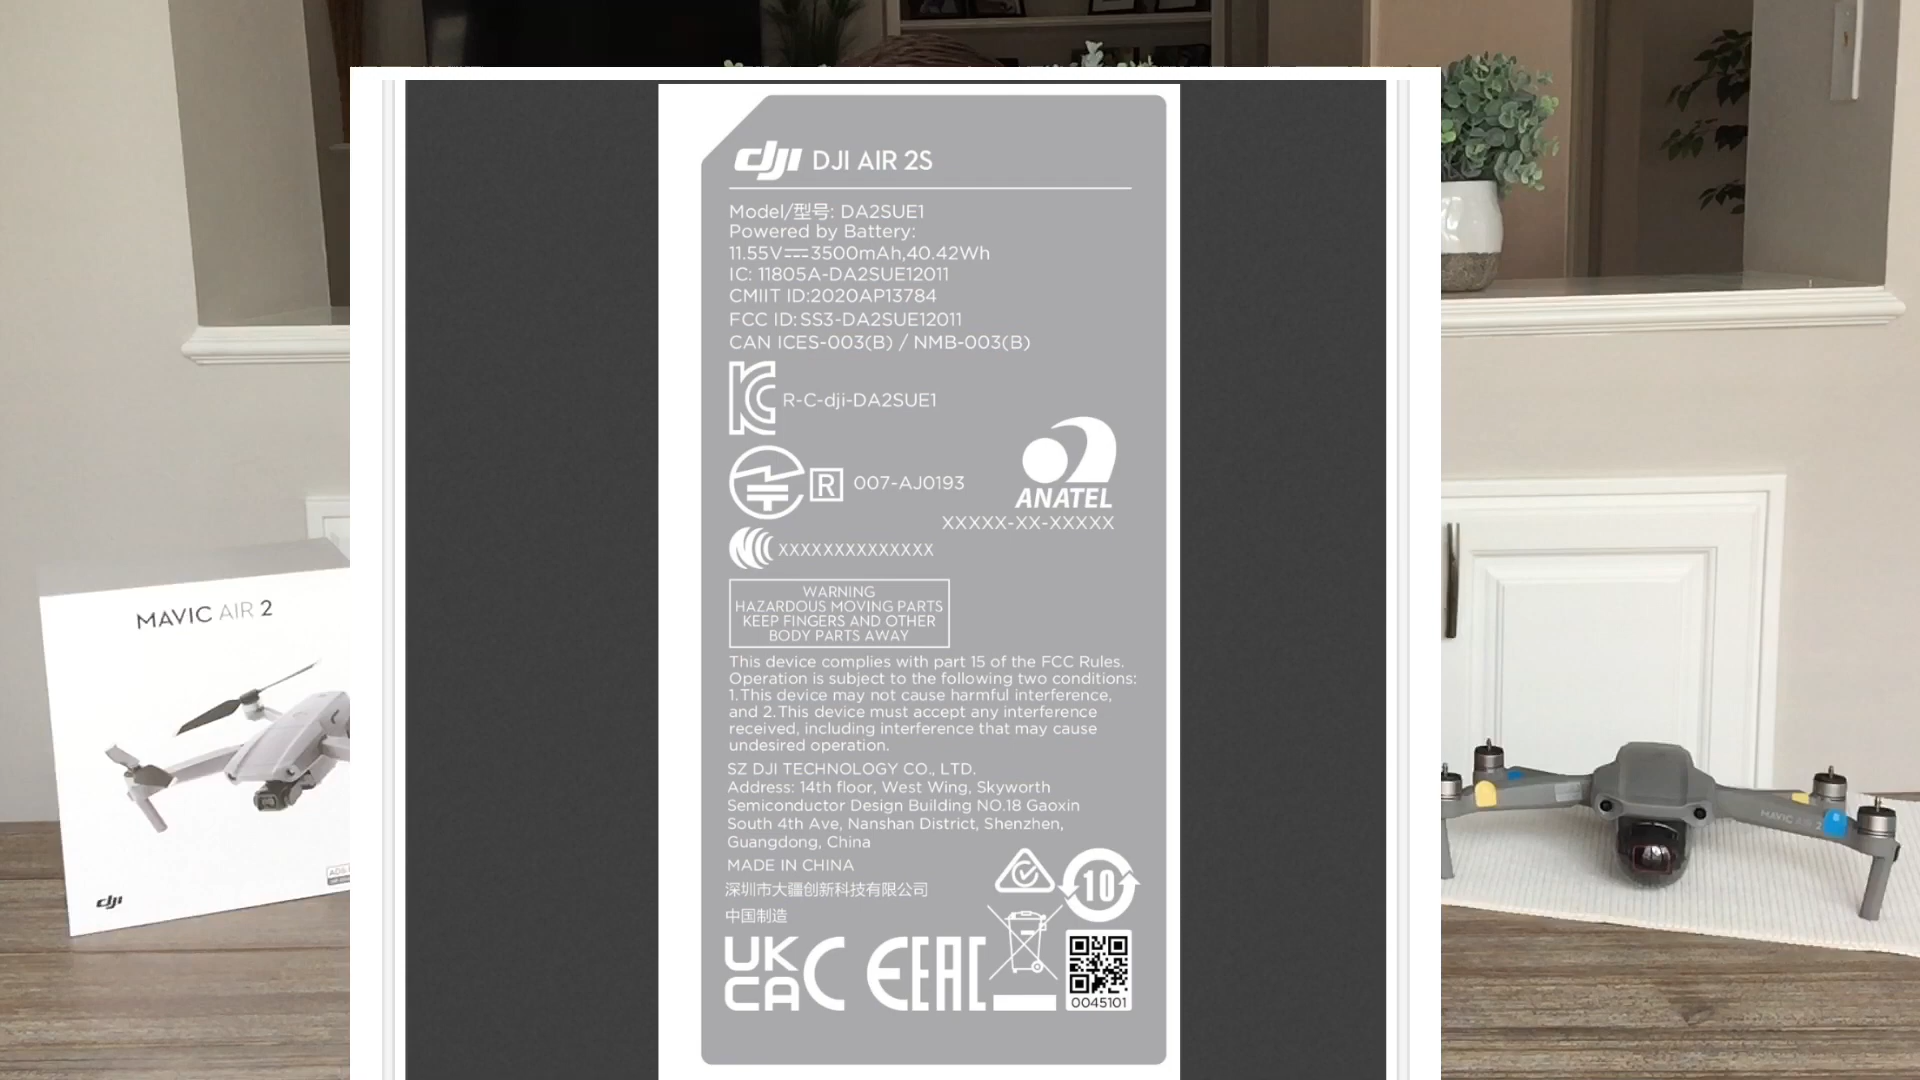 dji DJI AIR 2S
Model/型号: DA2SUE1
Powered by Battery:
11.55V⎓3500mAh,40.42Wh
IC: 11805A-DA2SUE12011
CMIIT ID:2020AP13784
FCC ID:SS3-DA2SUE12011
CAN ICES-003(B) / NMB-003(B)
R-C-dji-DA2SUE1
R 007-AJ0193
ANATEL
XXXXX-XX-XXXXX
XXXXXXXXXXXXXX
WARNING
HAZARDOUS MOVING PARTS
KEEP FINGERS AND OTHER
BODY PARTS AWAY
This device complies with part 15 of the FCC Rules.
Operation is subject to the following two conditions:
1.This device may not cause harmful interference,
and 2.This device must accept any interference
received, including interference that may cause
undesired operation.
SZ DJI TECHNOLOGY CO., LTD.
Address: 14th floor, West Wing, Skyworth
Semiconductor Design Building NO.18 Gaoxin
South 4th Ave, Nanshan District, Shenzhen,
Guangdong, China
MADE IN CHINA
深圳市大疆创新科技有限公司
中国制造
10
UK
CA CE EAC
0045101
MAVIC AIR 2
dji
MAVIC AIR 2